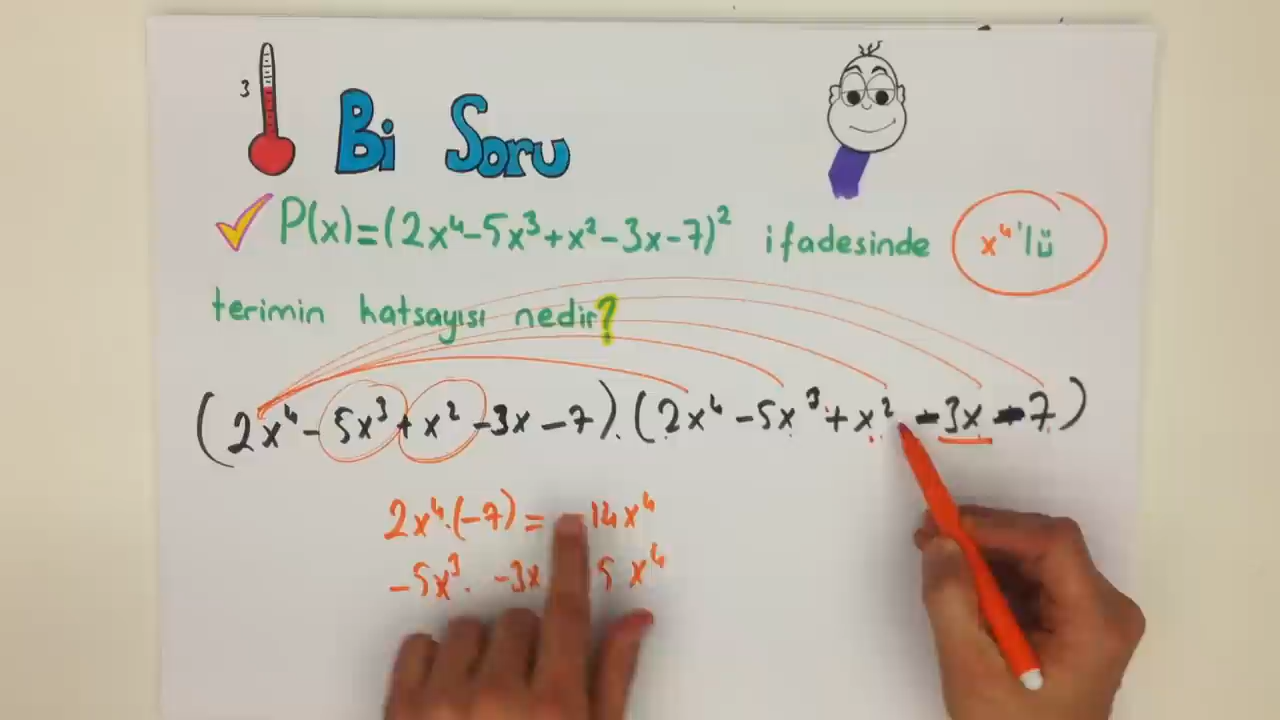 3
Bi Soru
P(x)=(2x⁴-5x³+x²-3x-7)² ifadesinde x⁴'lü
terimin katsayısı nedir?
(2x⁴-5x³+x²-3x-7).(2x⁴-5x³+x²-3x-7)
2x⁴.(-7)= -14x⁴
-5x³. -3x 5x⁴